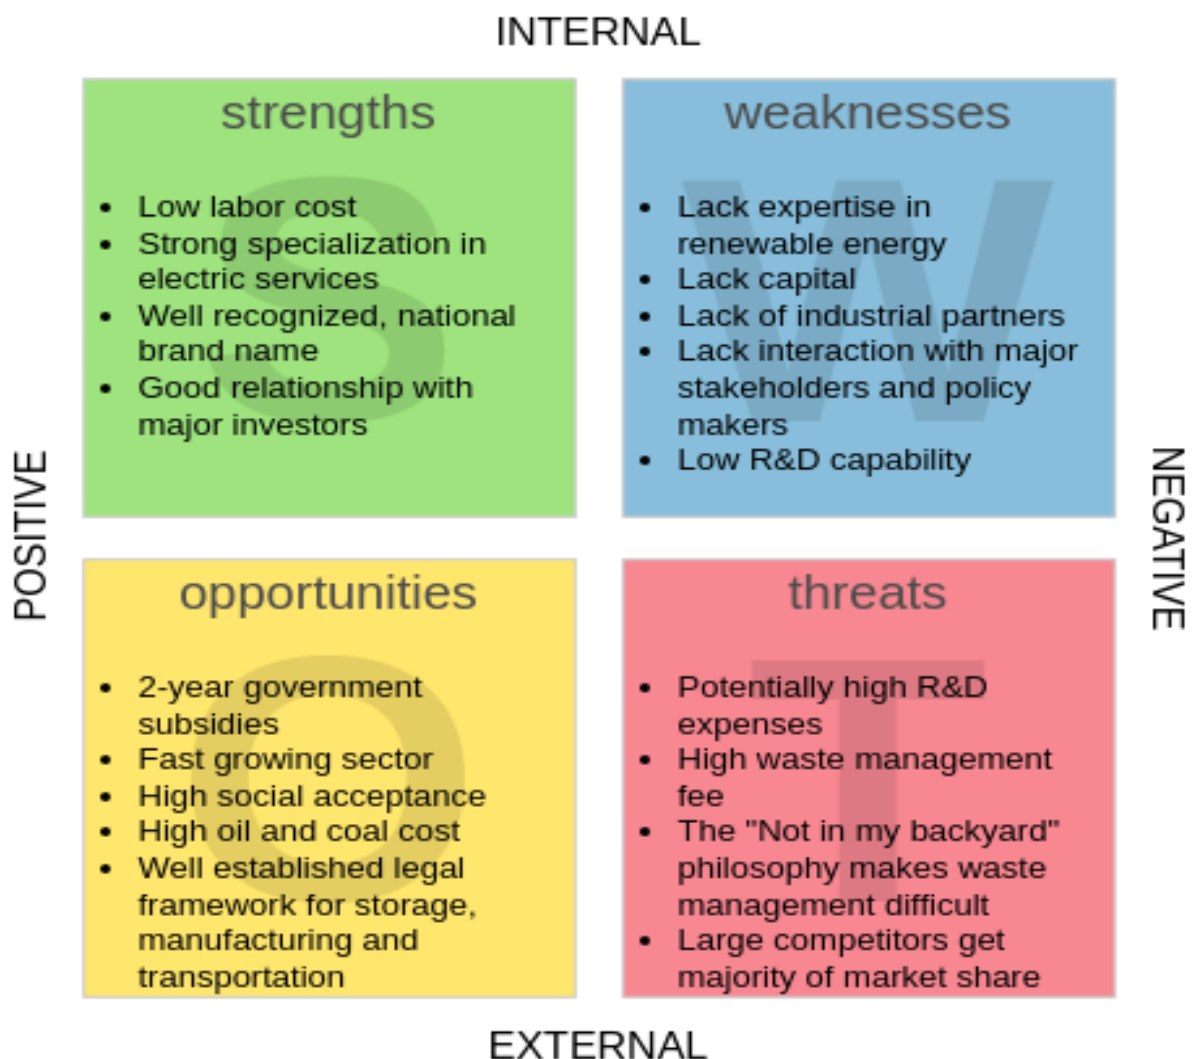 INTERNAL
strengths
• Low labor cost
• Strong specialization in
electric services
• Well recognized, national
brand name
• Good relationship with
major investors
S
weaknesses
• Lack expertise in
renewable energy
• Lack capital
• Lack of industrial partners
• Lack interaction with major
stakeholders and policy
makers
• Low R&D capability
W
POSITIVE
NEGATIVE
opportunities
• 2-year government
subsidies
• Fast growing sector
• High social acceptance
• High oil and coal cost
• Well established legal
framework for storage,
manufacturing and
transportation
O
threats
• Potentially high R&D
expenses
• High waste management
fee
• The "Not in my backyard"
philosophy makes waste
management difficult
• Large competitors get
majority of market share
T
EXTERNAL